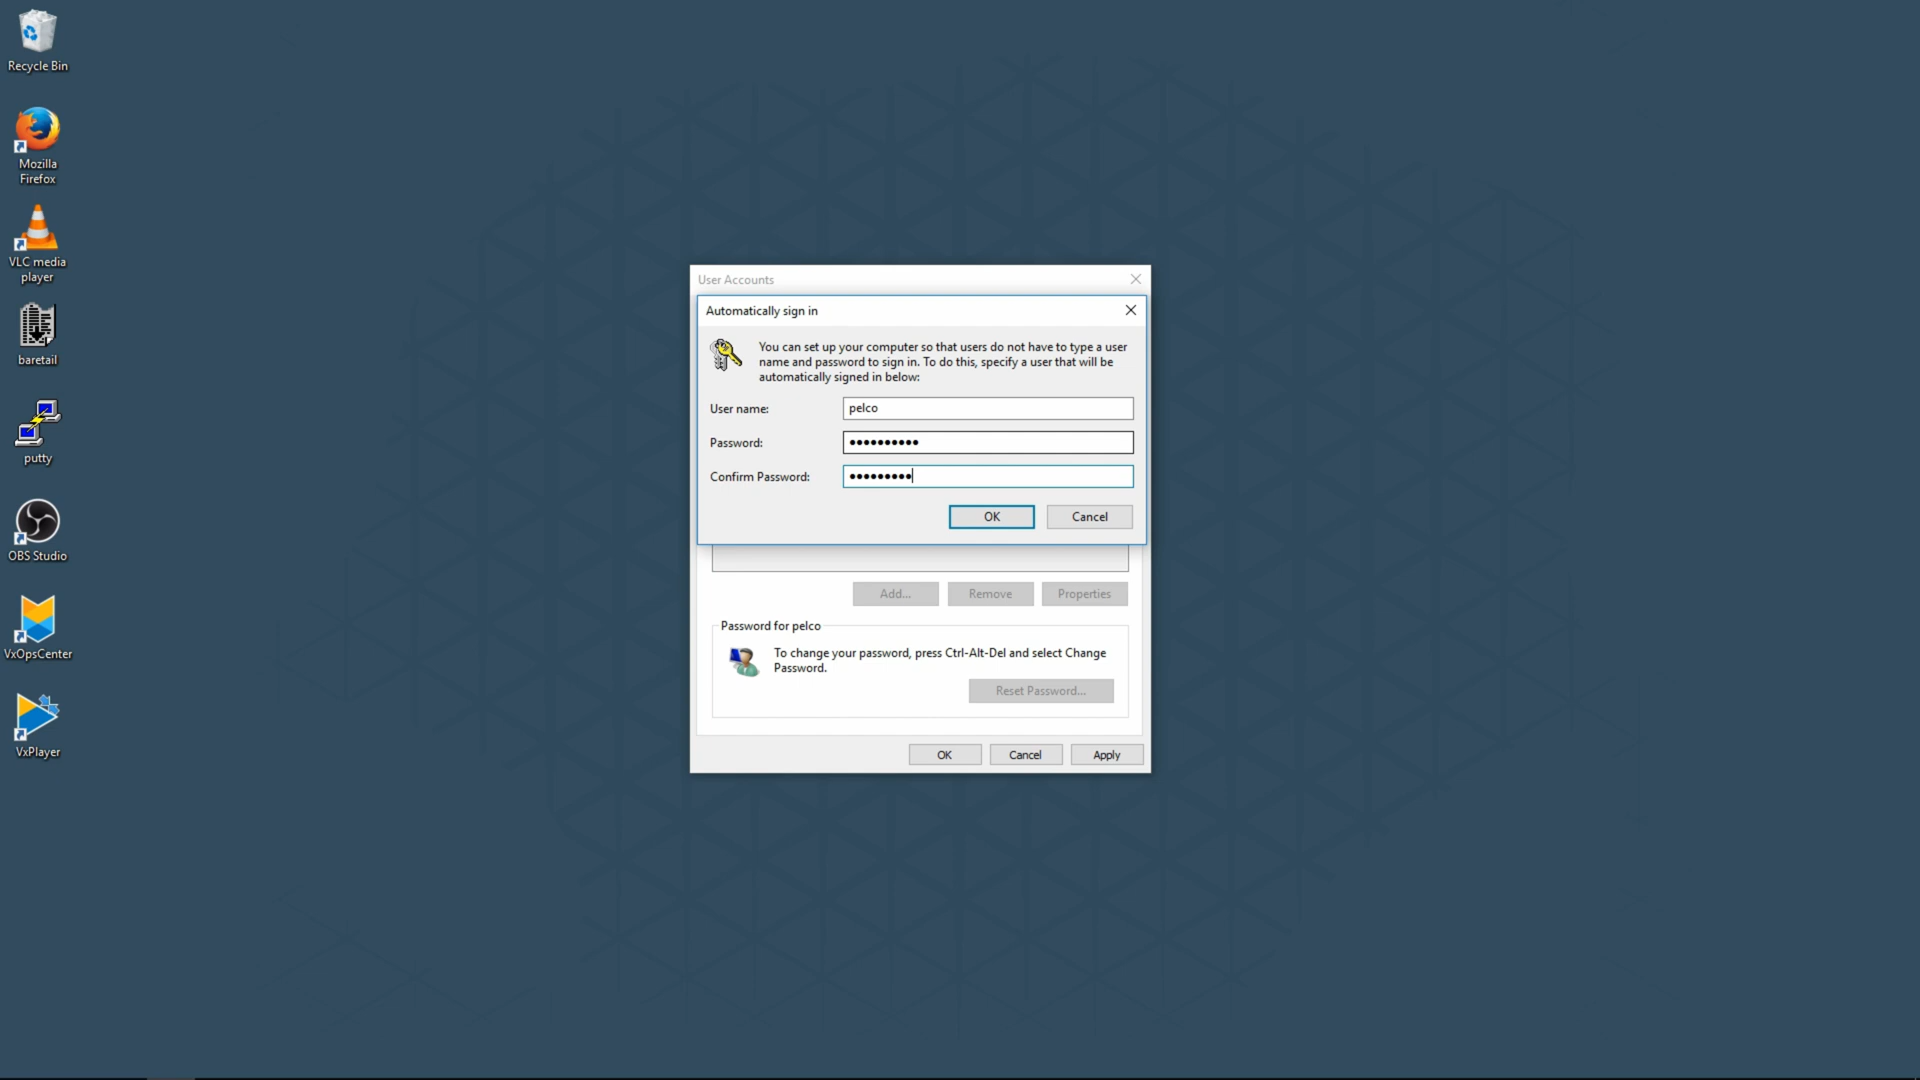 Recycle Bin
Mozilla
Firefox
VLC media
player
baretail
putty
OBS Studio
VxOpsCenter
VxPlayer
User Accounts
Automatically sign in
You can set up your computer so that users do not have to type a user
name and password to sign in. To do this, specify a user that will be
automatically signed in below:
User name:
pelco
Password:
●●●●●●●●●●
Confirm Password:
●●●●●●●●●
OK
Cancel
Add...
Remove
Properties
Password for pelco
To change your password, press Ctrl-Alt-Del and select Change
Password.
Reset Password...
OK
Cancel
Apply